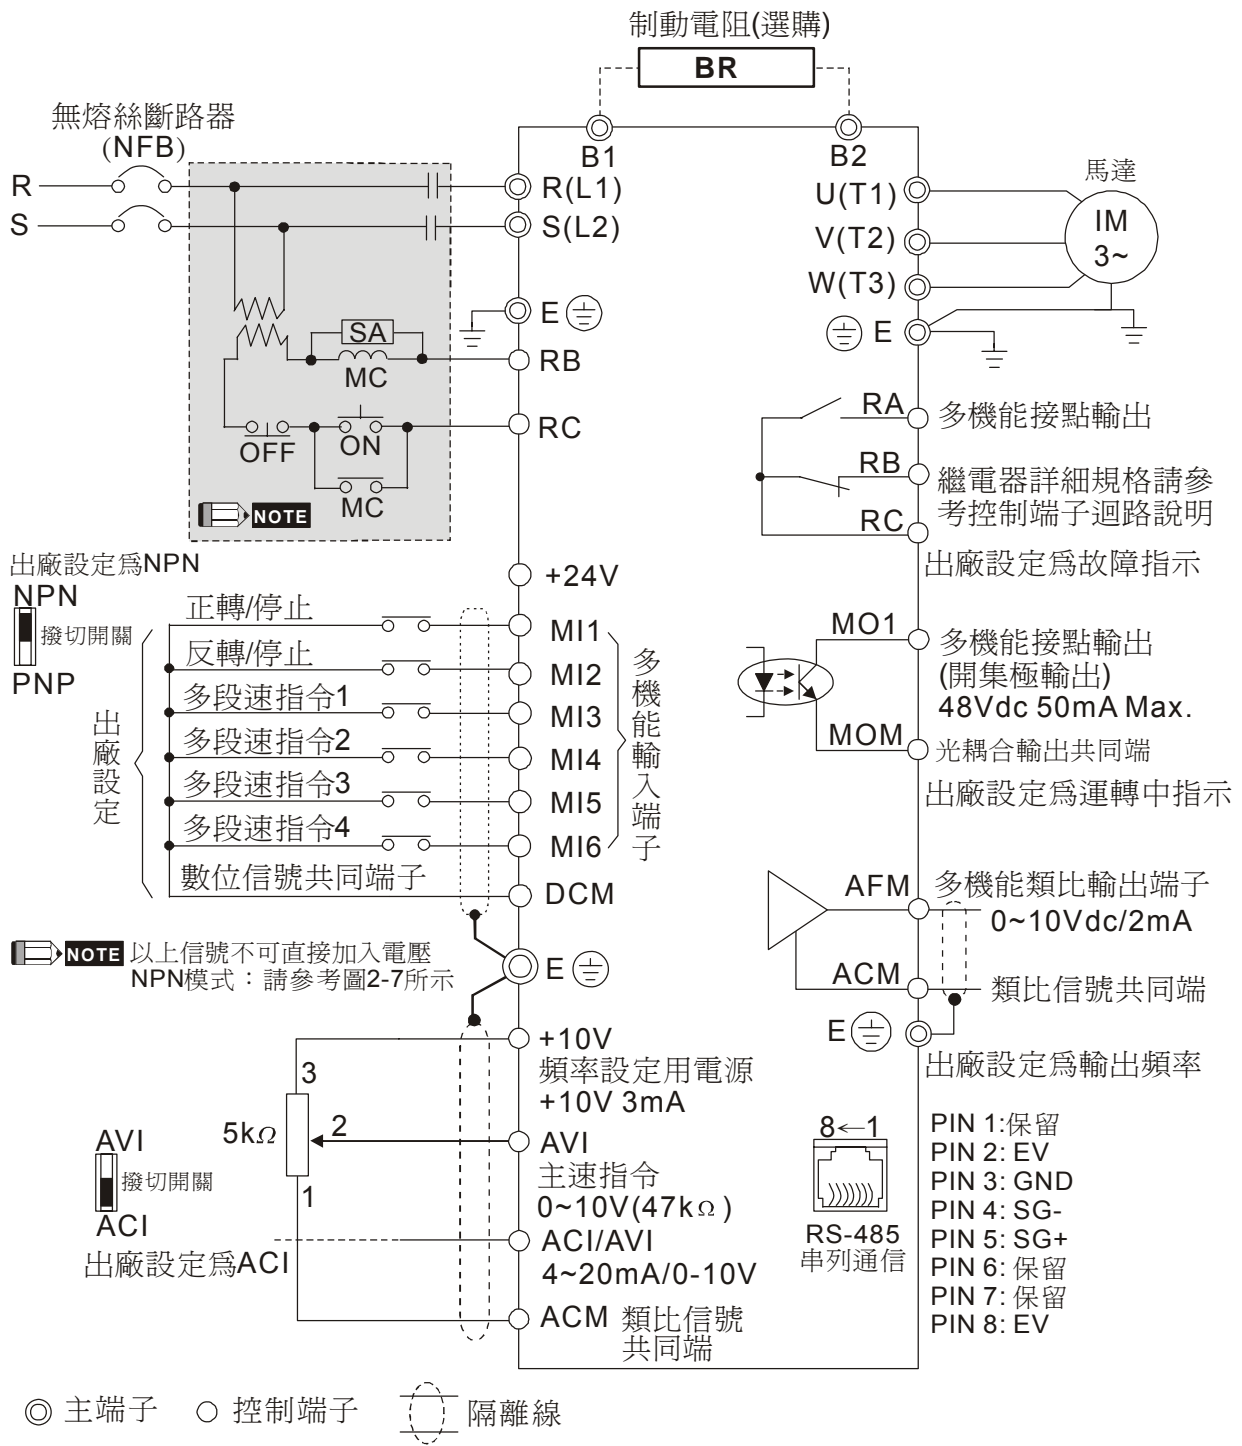 制動電阻(選購)
BR
無熔絲斷路器
(NFB)
B1
B2
R
R(L1)
S
S(L2)
U(T1)
V(T2)
W(T3)
馬達
IM
3~
E
E
SA
MC
RB
OFF
ON
RC
MC
NOTE
RA
多機能接點輸出
RB
繼電器詳細規格請參
考控制端子迴路說明
RC
出廠設定為故障指示
出廠設定為NPN
NPN
撥切開關
PNP
+24V
出廠設定
正轉/停止
MI1
反轉/停止
MI2
多段速指令1
MI3
多段速指令2
MI4
多段速指令3
MI5
多段速指令4
MI6
數位信號共同端子
DCM
多機能輸入端子
MO1
多機能接點輸出
(開集極輸出)
48Vdc 50mA Max.
MOM
光耦合輸出共同端
出廠設定為運轉中指示
NOTE
以上信號不可直接加入電壓
NPN模式：請參考圖2-7所示
E
AFM
多機能類比輸出端子
0~10Vdc/2mA
ACM
類比信號共同端
E
出廠設定為輸出頻率
+10V
頻率設定用電源
+10V 3mA
3
5kΩ
2
1
AVI
主速指令
0~10V(47kΩ)
AVI
撥切開關
ACI
出廠設定為ACI
ACI/AVI
4~20mA/0-10V
ACM 類比信號
共同端
8←1
RS-485
串列通信
PIN 1:保留
PIN 2: EV
PIN 3: GND
PIN 4: SG-
PIN 5: SG+
PIN 6: 保留
PIN 7: 保留
PIN 8: EV
主端子
控制端子
隔離線